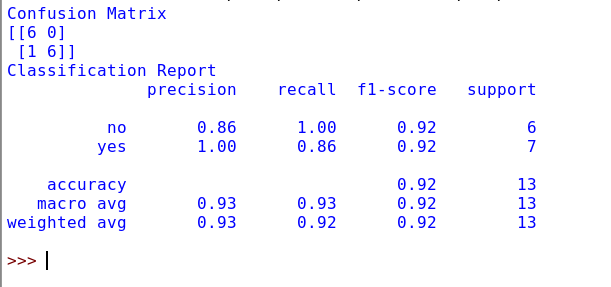 Confusion Matrix
[[6 0]
 [1 6]]
Classification Report
              precision    recall  f1-score   support

          no       0.86      1.00      0.92         6
         yes       1.00      0.86      0.92         7

    accuracy                           0.92        13
   macro avg       0.93      0.93      0.92        13
weighted avg       0.93      0.92      0.92        13

>>>